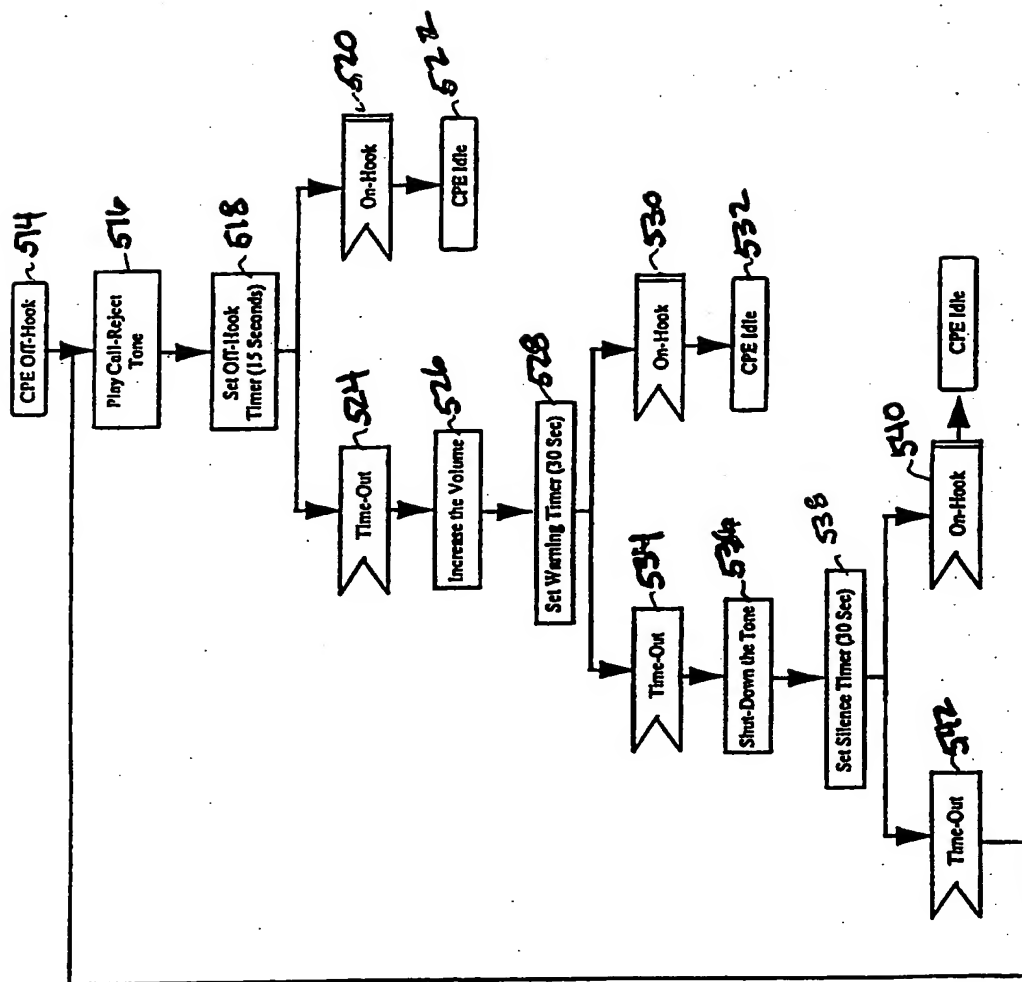 CPE Off-Hook
514
Play Call-Reject
Tone
516
Set Off-Hook
Timer (15 Seconds)
518
On-Hook
520
CPE Idle
522
Time-Out
524
Increase the Volume
526
Set Warning Timer (30 Sec)
528
On-Hook
530
CPE Idle
532
Time-Out
534
Shut-Down the Tone
536
Set Silence Timer (30 Sec)
538
On-Hook
540
CPE Idle
Time-Out
542